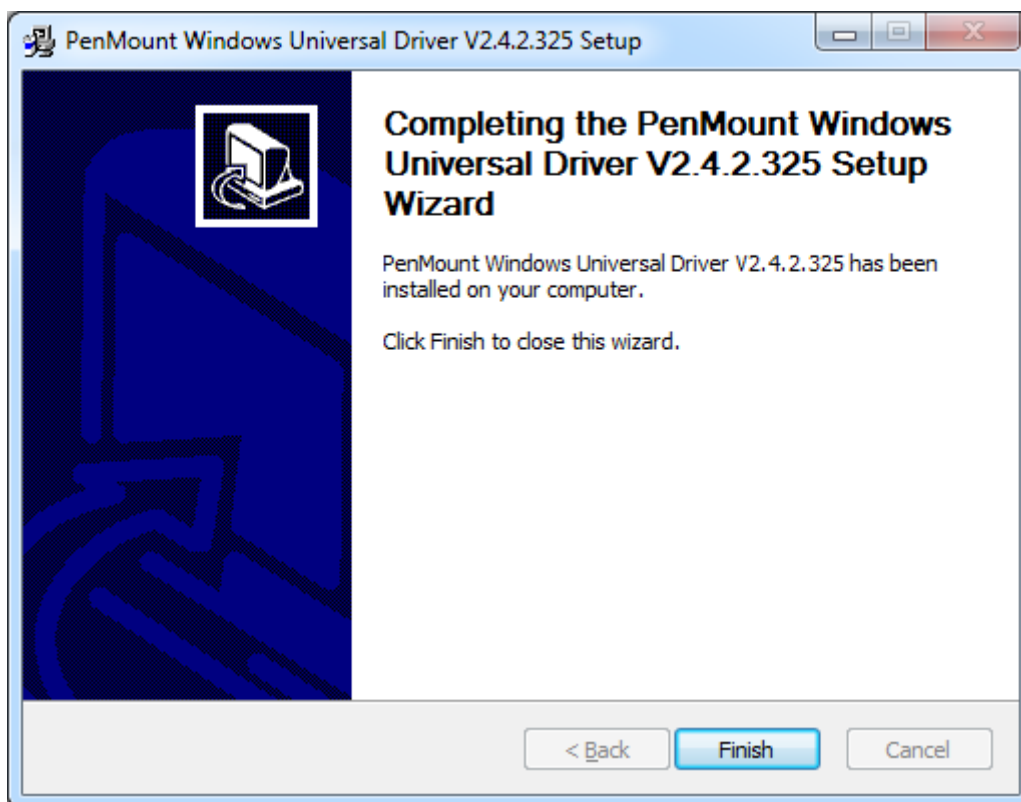 PenMount Windows Universal Driver V2.4.2.325 Setup
Completing the PenMount Windows
Universal Driver V2.4.2.325 Setup
Wizard
PenMount Windows Universal Driver V2.4.2.325 has been
installed on your computer.
Click Finish to close this wizard.
< Back
Finish
Cancel